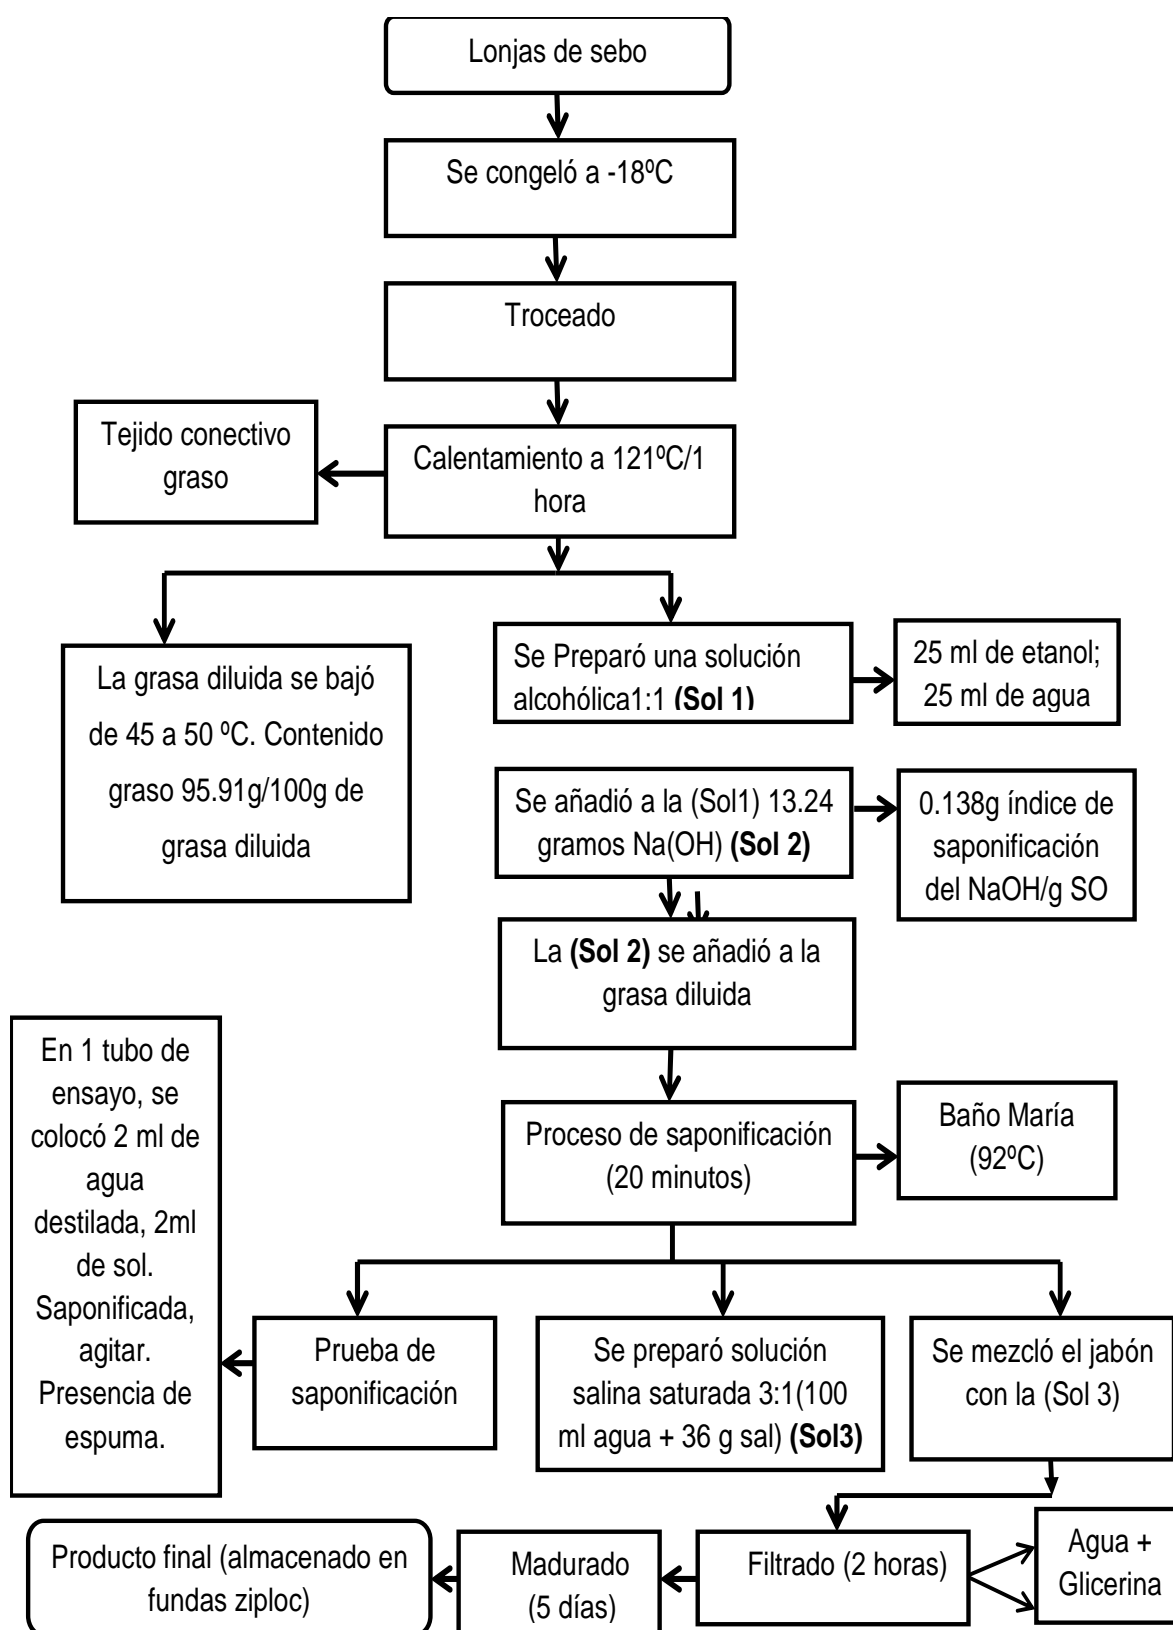 Lonjas de sebo
Se congeló a -18ºC
Troceado
Tejido conectivo
graso
Calentamiento a 121ºC/1
hora
La grasa diluida se bajó
de 45 a 50 ºC. Contenido
graso 95.91g/100g de
grasa diluida
Se Preparó una solución
alcohólica1:1 (Sol 1)
25 ml de etanol;
25 ml de agua
Se añadió a la (Sol1) 13.24
gramos Na(OH) (Sol 2)
0.138g índice de
saponificación
del NaOH/g SO
La (Sol 2) se añadió a la
grasa diluida
Proceso de saponificación
(20 minutos)
Baño María
(92ºC)
En 1 tubo de
ensayo, se
colocó 2 ml de
agua
destilada, 2ml
de sol.
Saponificada,
agitar.
Presencia de
espuma.
Prueba de
saponificación
Se preparó solución
salina saturada 3:1(100
ml agua + 36 g sal) (Sol3)
Se mezcló el jabón
con la (Sol 3)
Producto final (almacenado en
fundas ziploc)
Madurado
(5 días)
Filtrado (2 horas)
Agua +
Glicerina